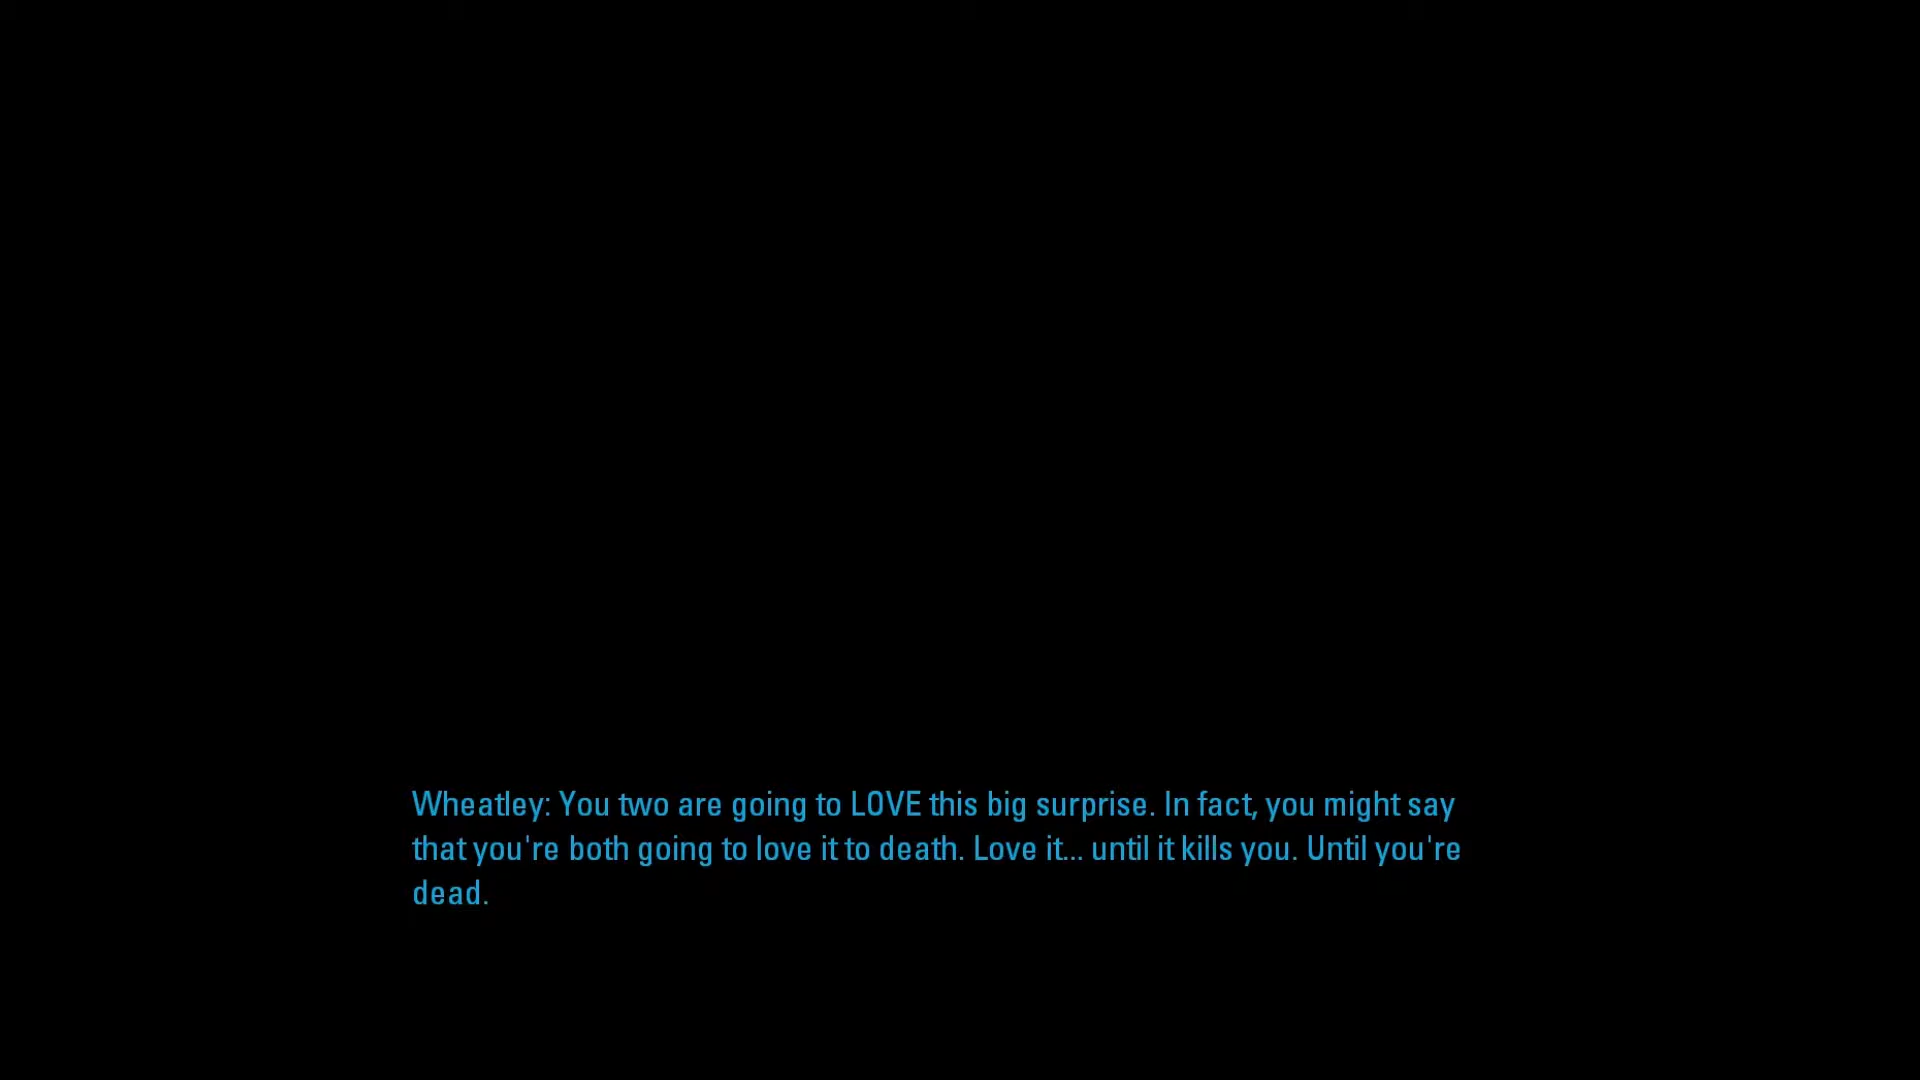 Wheatley: You two are going to LOVE this big surprise. In fact, you might say
that you're both going to love it to death. Love it... until it kills you. Until you're
dead.